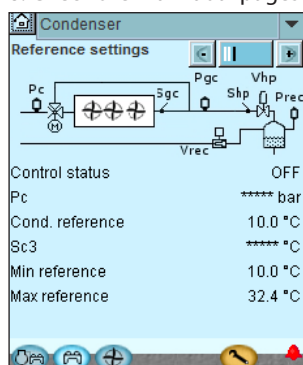 Condenser
Reference settings
Pc
Sgc
Pgc
Shp
Vhp
Prec
M
Vrec
Control status OFF
Pc ***** bar
Cond. reference 10.0 °C
Sc3 ***** °C
Min reference 10.0 °C
Max reference 32.4 °C